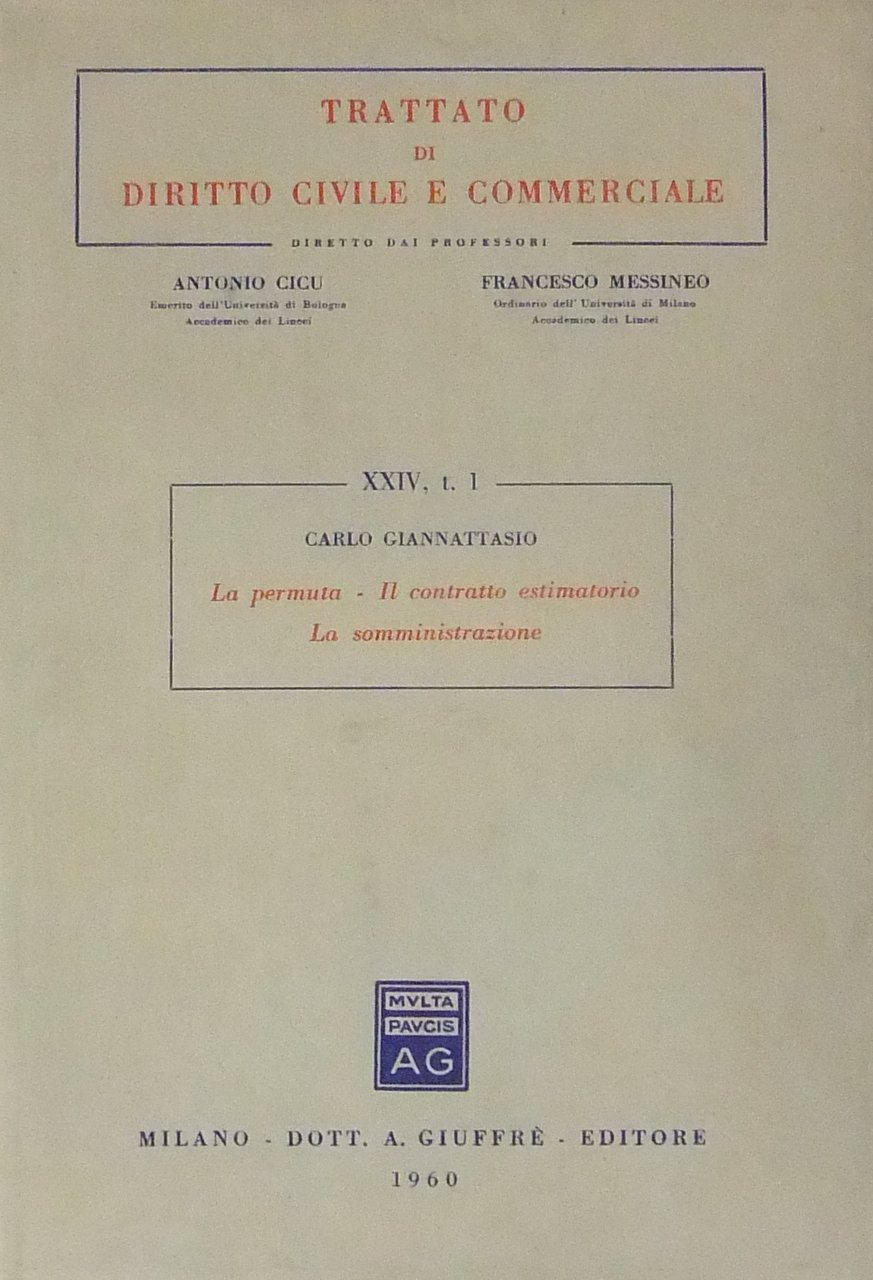 TRATTATO
DI
DIRITTO CIVILE E COMMERCIALE
DIRETTO DAI PROFESSORI
ANTONIO CICU
Emerito dell'Università di Bologna
Accademico dei Lincei
FRANCESCO MESSINEO
Ordinario dell'Università di Milano
Accademico dei Lincei
XXIV, t. 1
CARLO GIANNATTASIO
La permuta - Il contratto estimatorio
La somministrazione
MVLTA
PAVCIS
AG
MILANO - DOTT. A. GIUFFRÈ - EDITORE
1960